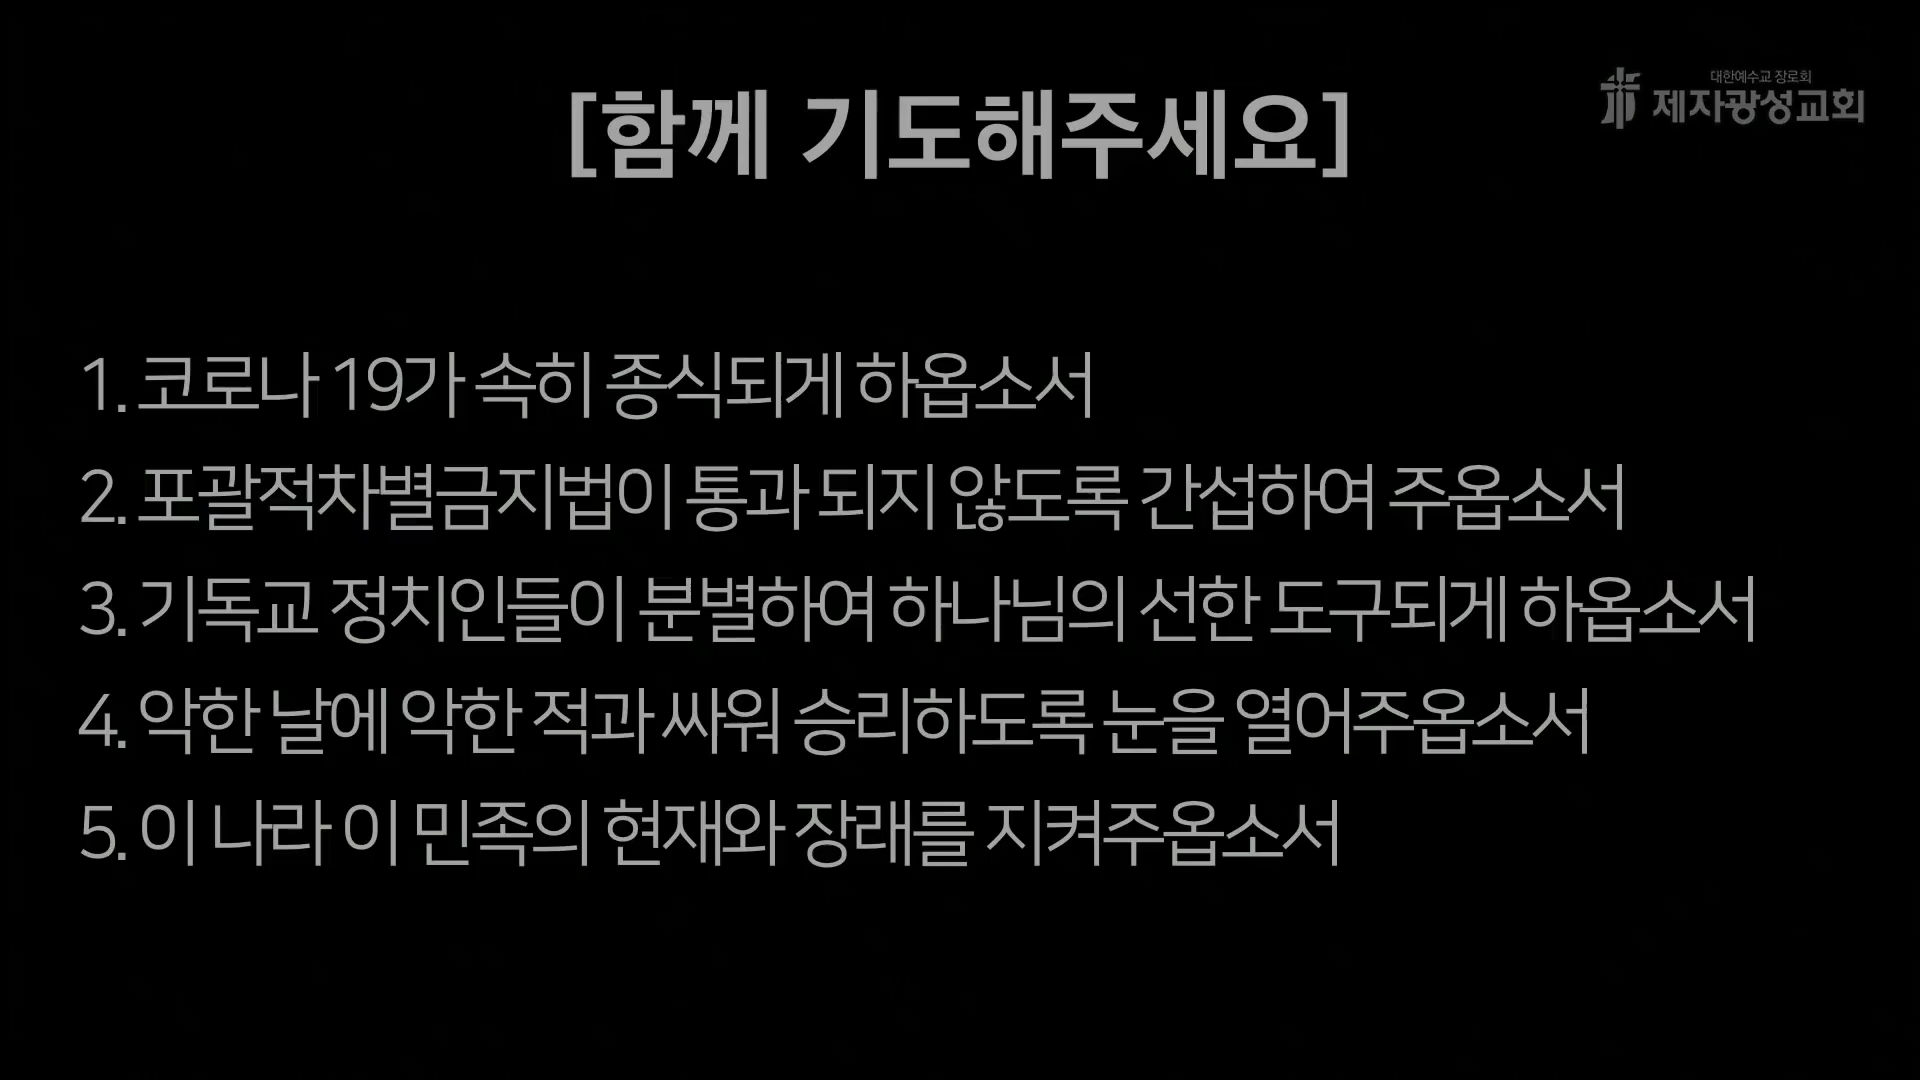 [함께 기도해주세요]
대한예수교 장로회
제자광성교회
1. 코로나 19가 속히 종식되게 하옵소서
2. 포괄적차별금지법이 통과 되지 않도록 간섭하여 주옵소서
3. 기독교 정치인들이 분별하여 하나님의 선한 도구되게 하옵소서
4. 악한 날에 악한 적과 싸워 승리하도록 눈을 열어주옵소서
5. 이 나라 이 민족의 현재와 장래를 지켜주옵소서